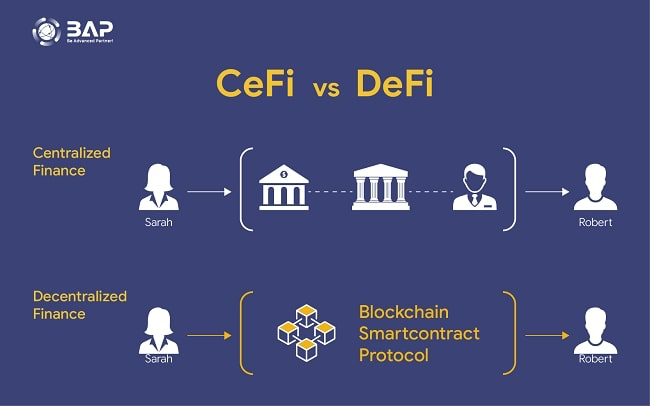 BAP
Be Advanced Partner!
CeFi vs DeFi
Centralized
Finance
$
Sarah
Robert
Decentralized
Finance
Blockchain
Smartcontract
Protocol
Sarah
Robert